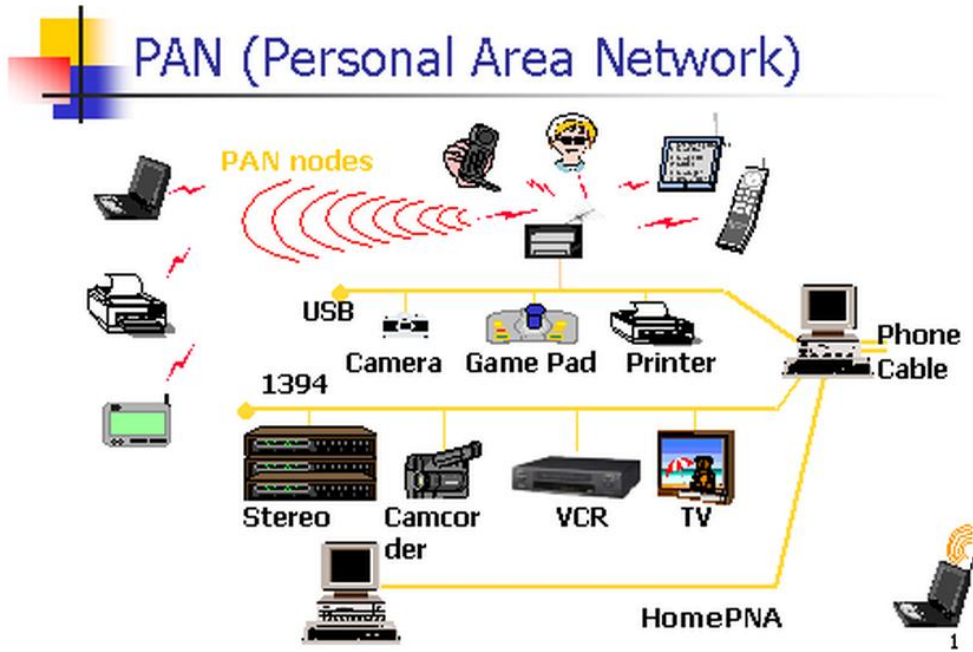 PAN (Personal Area Network)
PAN nodes
USB
Camera
Game Pad
Printer
Phone
Cable
1394
Stereo
Camcor
der
VCR
TV
HomePNA
1